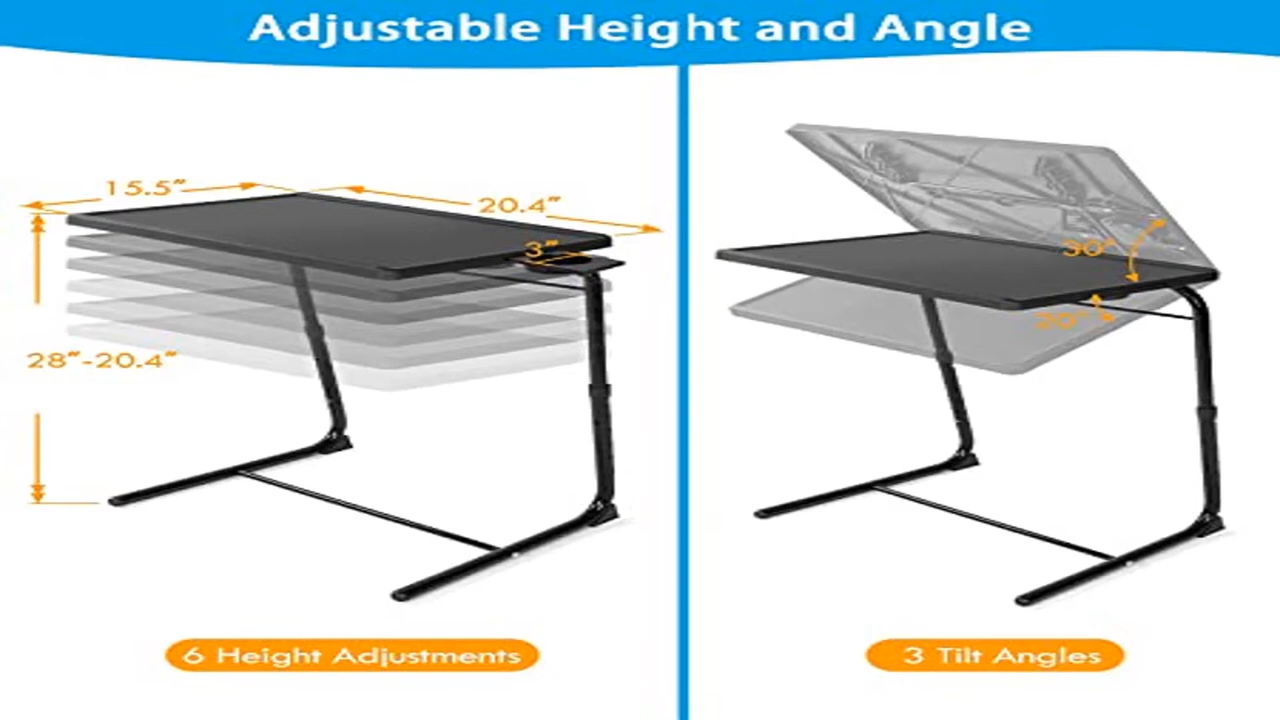 Adjustable Height and Angle
15.5”
20.4”
3”
28”-20.4”
6 Height Adjustments
30°
30°
3 Tilt Angles